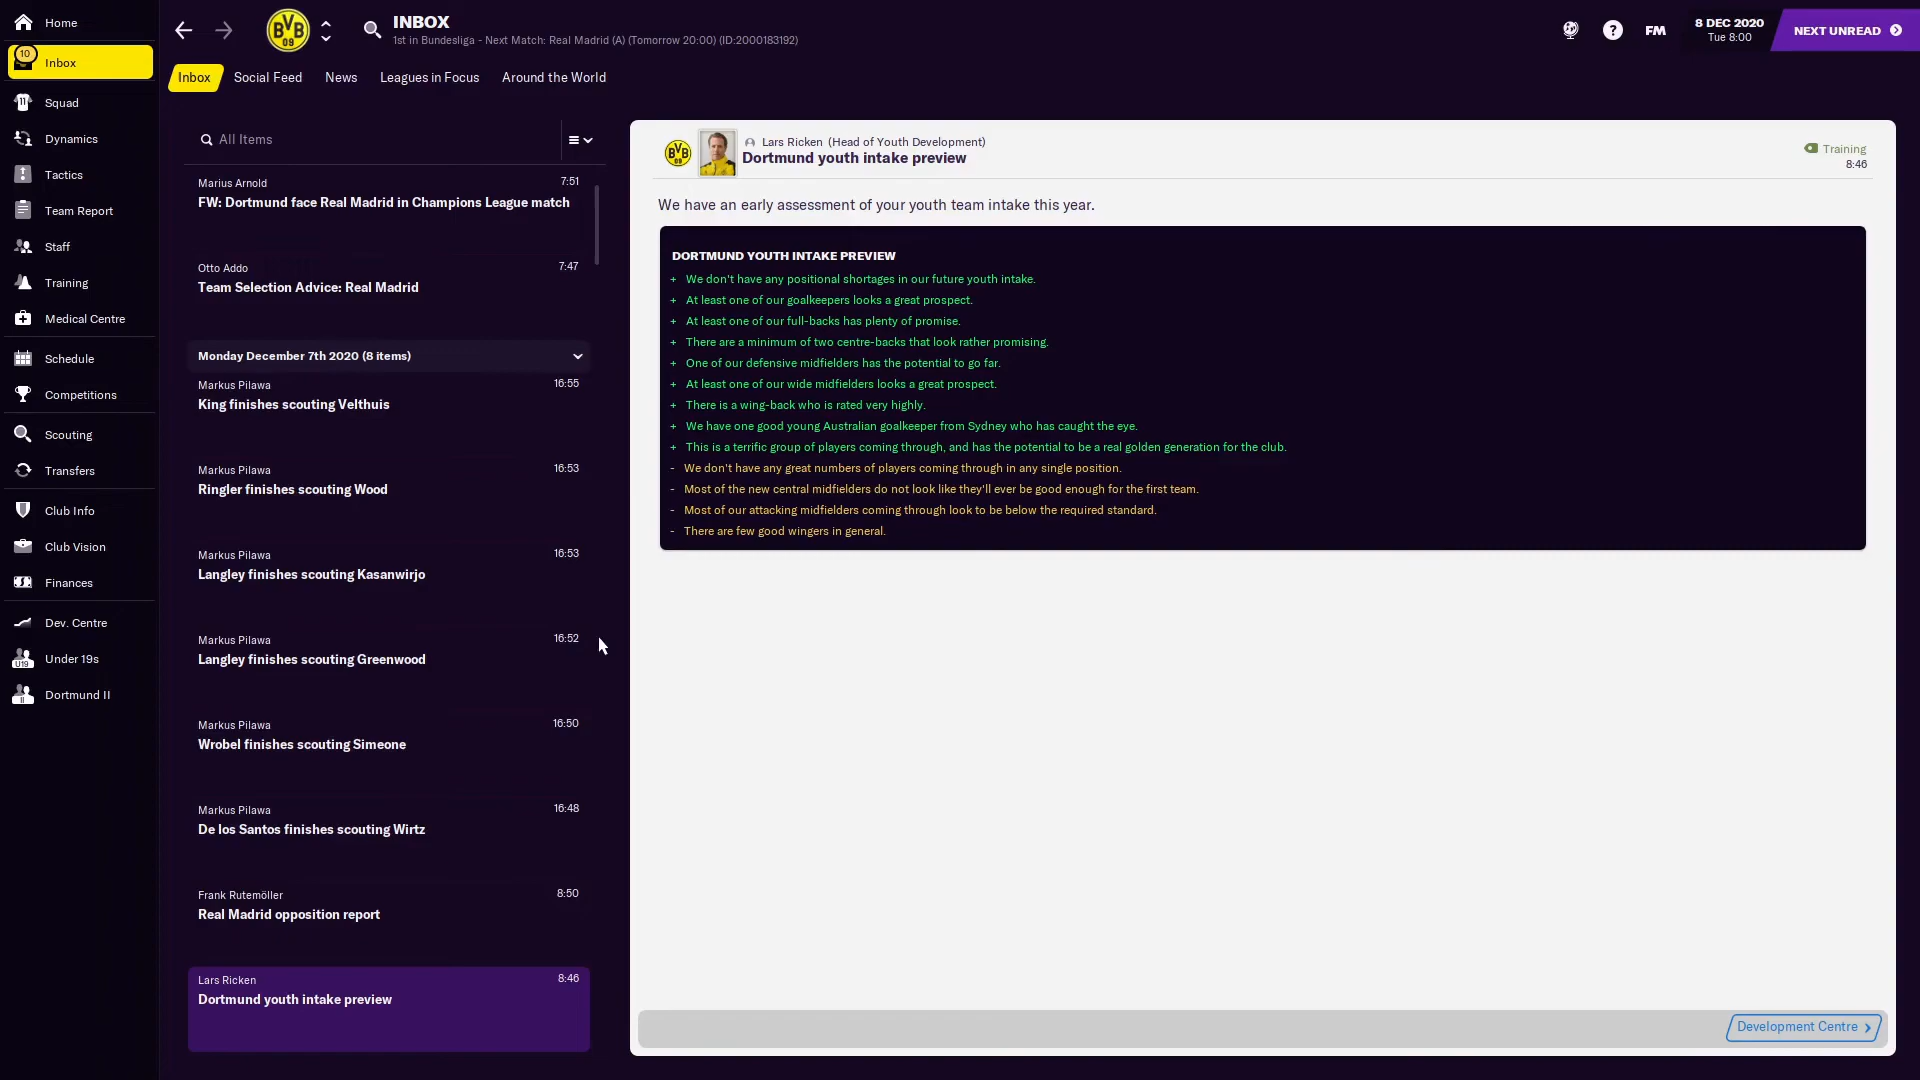 Home
10
Inbox
Squad
Dynamics
Tactics
Team Report
Staff
Training
Medical Centre
Schedule
Competitions
Scouting
Transfers
Club Info
Club Vision
Finances
Dev. Centre
U19
Under 19s
II
Dortmund II
BVB
09
INBOX
1st in Bundesliga - Next Match: Real Madrid (A) (Tomorrow 20:00) (ID:2000183192)
?
FM
8 DEC 2020
Tue 8:00
NEXT UNREAD
Inbox
Social Feed
News
Leagues in Focus
Around the World
All Items
Marius Arnold
7:51
FW: Dortmund face Real Madrid in Champions League match
Otto Addo
7:47
Team Selection Advice: Real Madrid
Monday December 7th 2020 (8 items)
Markus Pilawa
16:55
King finishes scouting Velthuis
Markus Pilawa
16:53
Ringler finishes scouting Wood
Markus Pilawa
16:53
Langley finishes scouting Kasanwirjo
Markus Pilawa
16:52
Langley finishes scouting Greenwood
Markus Pilawa
16:50
Wrobel finishes scouting Simeone
Markus Pilawa
16:48
De los Santos finishes scouting Wirtz
Frank Rutemöller
8:50
Real Madrid opposition report
Lars Ricken
8:46
Dortmund youth intake preview
BVB
09
Lars Ricken (Head of Youth Development)
Dortmund youth intake preview
Training
8:46
We have an early assessment of your youth team intake this year.
DORTMUND YOUTH INTAKE PREVIEW
+ We don't have any positional shortages in our future youth intake.
+ At least one of our goalkeepers looks a great prospect.
+ At least one of our full-backs has plenty of promise.
+ There are a minimum of two centre-backs that look rather promising.
+ One of our defensive midfielders has the potential to go far.
+ At least one of our wide midfielders looks a great prospect.
+ There is a wing-back who is rated very highly.
+ We have one good young Australian goalkeeper from Sydney who has caught the eye.
+ This is a terrific group of players coming through, and has the potential to be a real golden generation for the club.
- We don't have any great numbers of players coming through in any single position.
- Most of the new central midfielders do not look like they'll ever be good enough for the first team.
- Most of our attacking midfielders coming through look to be below the required standard.
- There are few good wingers in general.
Development Centre